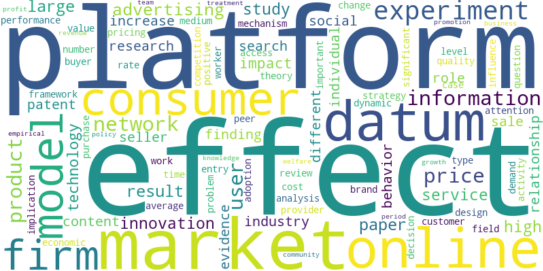 large
advertising
study
experiment
profit
team
treatment
medium
change
promotion
performance
value
increase
mechanism
social
business
revenue
platform
number
pricing
research
search
access
impact
theory
level
quality
case
question
buyer
rate
competition
positive
worker
individual
important
significant
influence
role
framework
patent
consumer
strategy
dynamic
information
empirical
policy
network
peer
finding
different
datum
attention
sale
relationship
product
implication
model
technology
purchase
seller
effect
behavior
price
service
work
knowledge
result
time
adoption
entry
problem
user
welfare
review
cost
analysis
provider
brand
growth
type
demand
activity
average
content
innovation
industry
evidence
paper
customer
design
field
decision
high
firm
economic
market
community
period
online